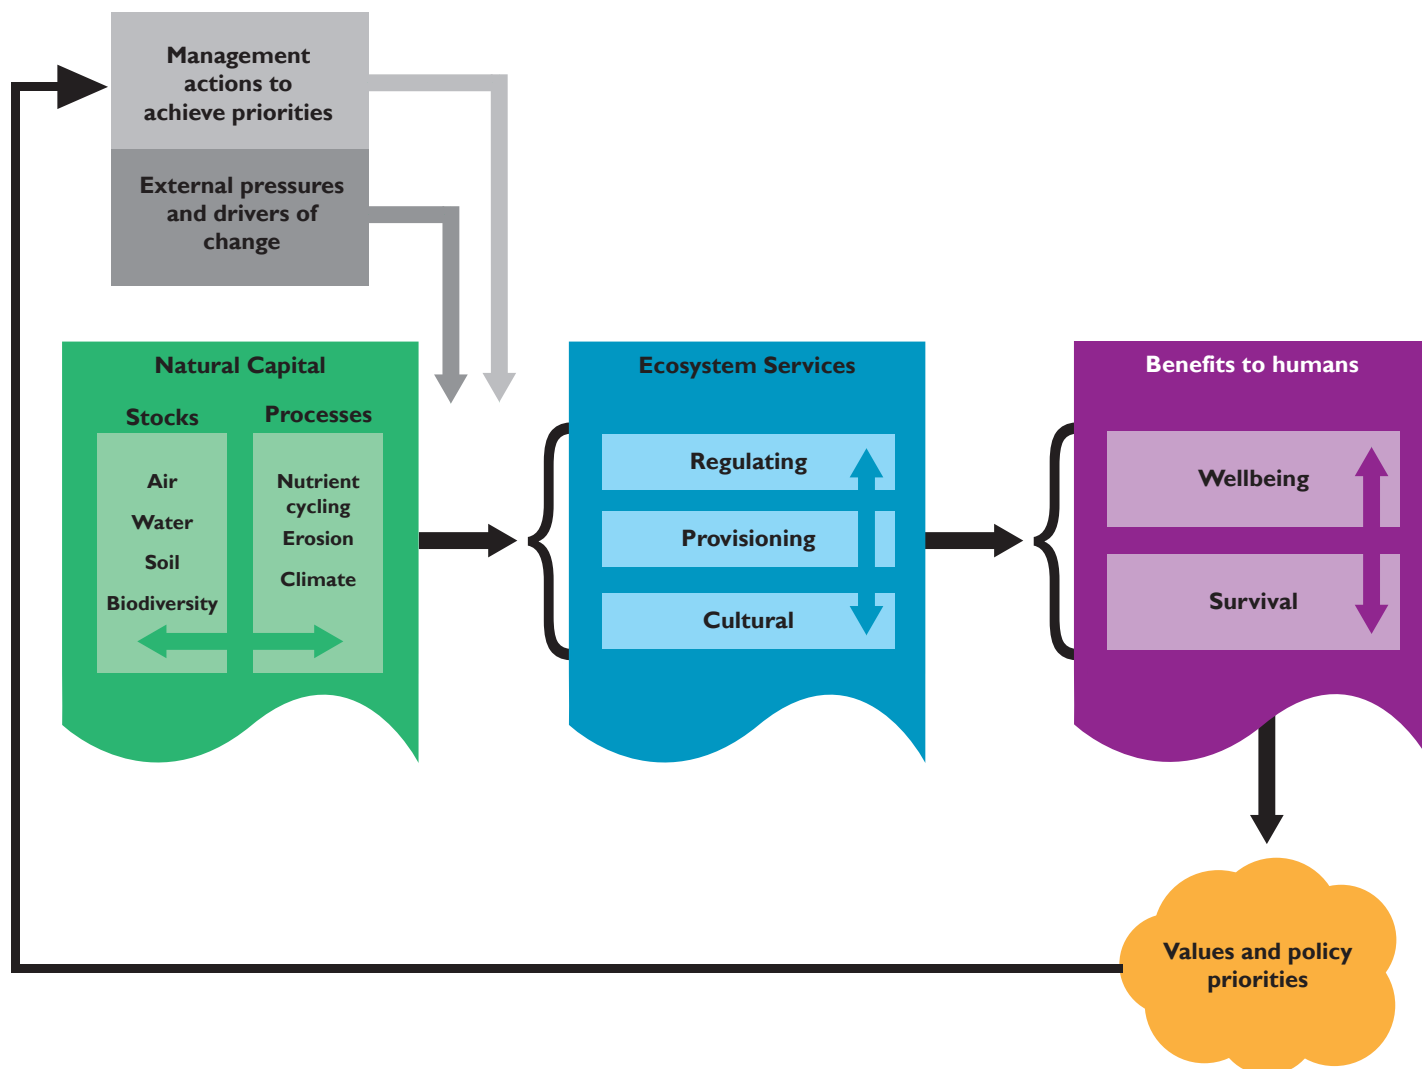 Management
actions to
achieve priorities
External pressures
and drivers of
change
Natural Capital
Stocks
Air
Water
Soil
Biodiversity
Processes
Nutrient
cycling
Erosion
Climate
Ecosystem Services
Regulating
Provisioning
Cultural
Benefits to humans
Wellbeing
Survival
Values and policy
priorities